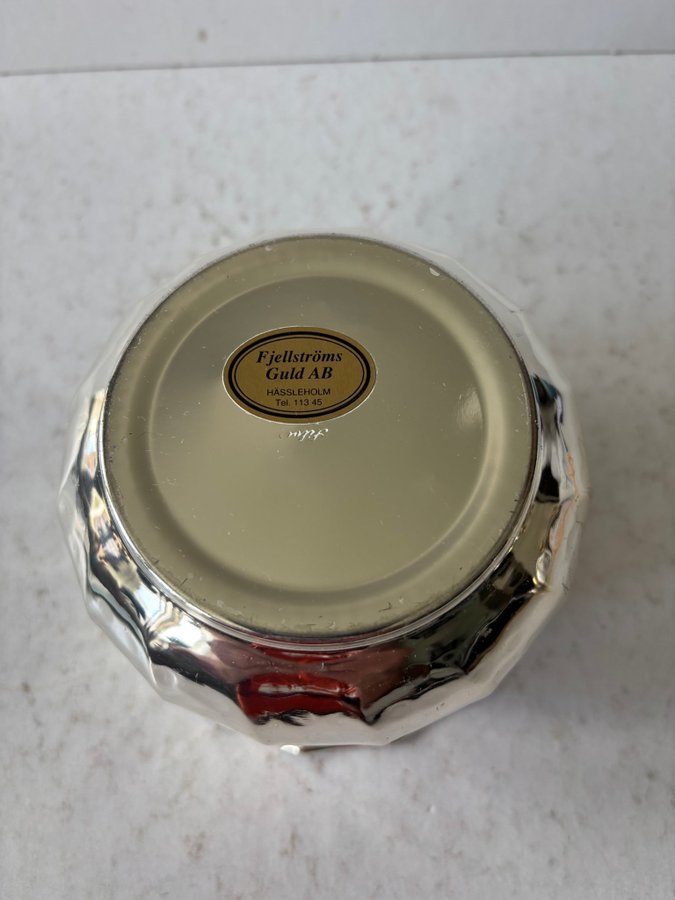 Fjellströms
Guld AB
HÄSSLEHOLM
Tel. 113 45